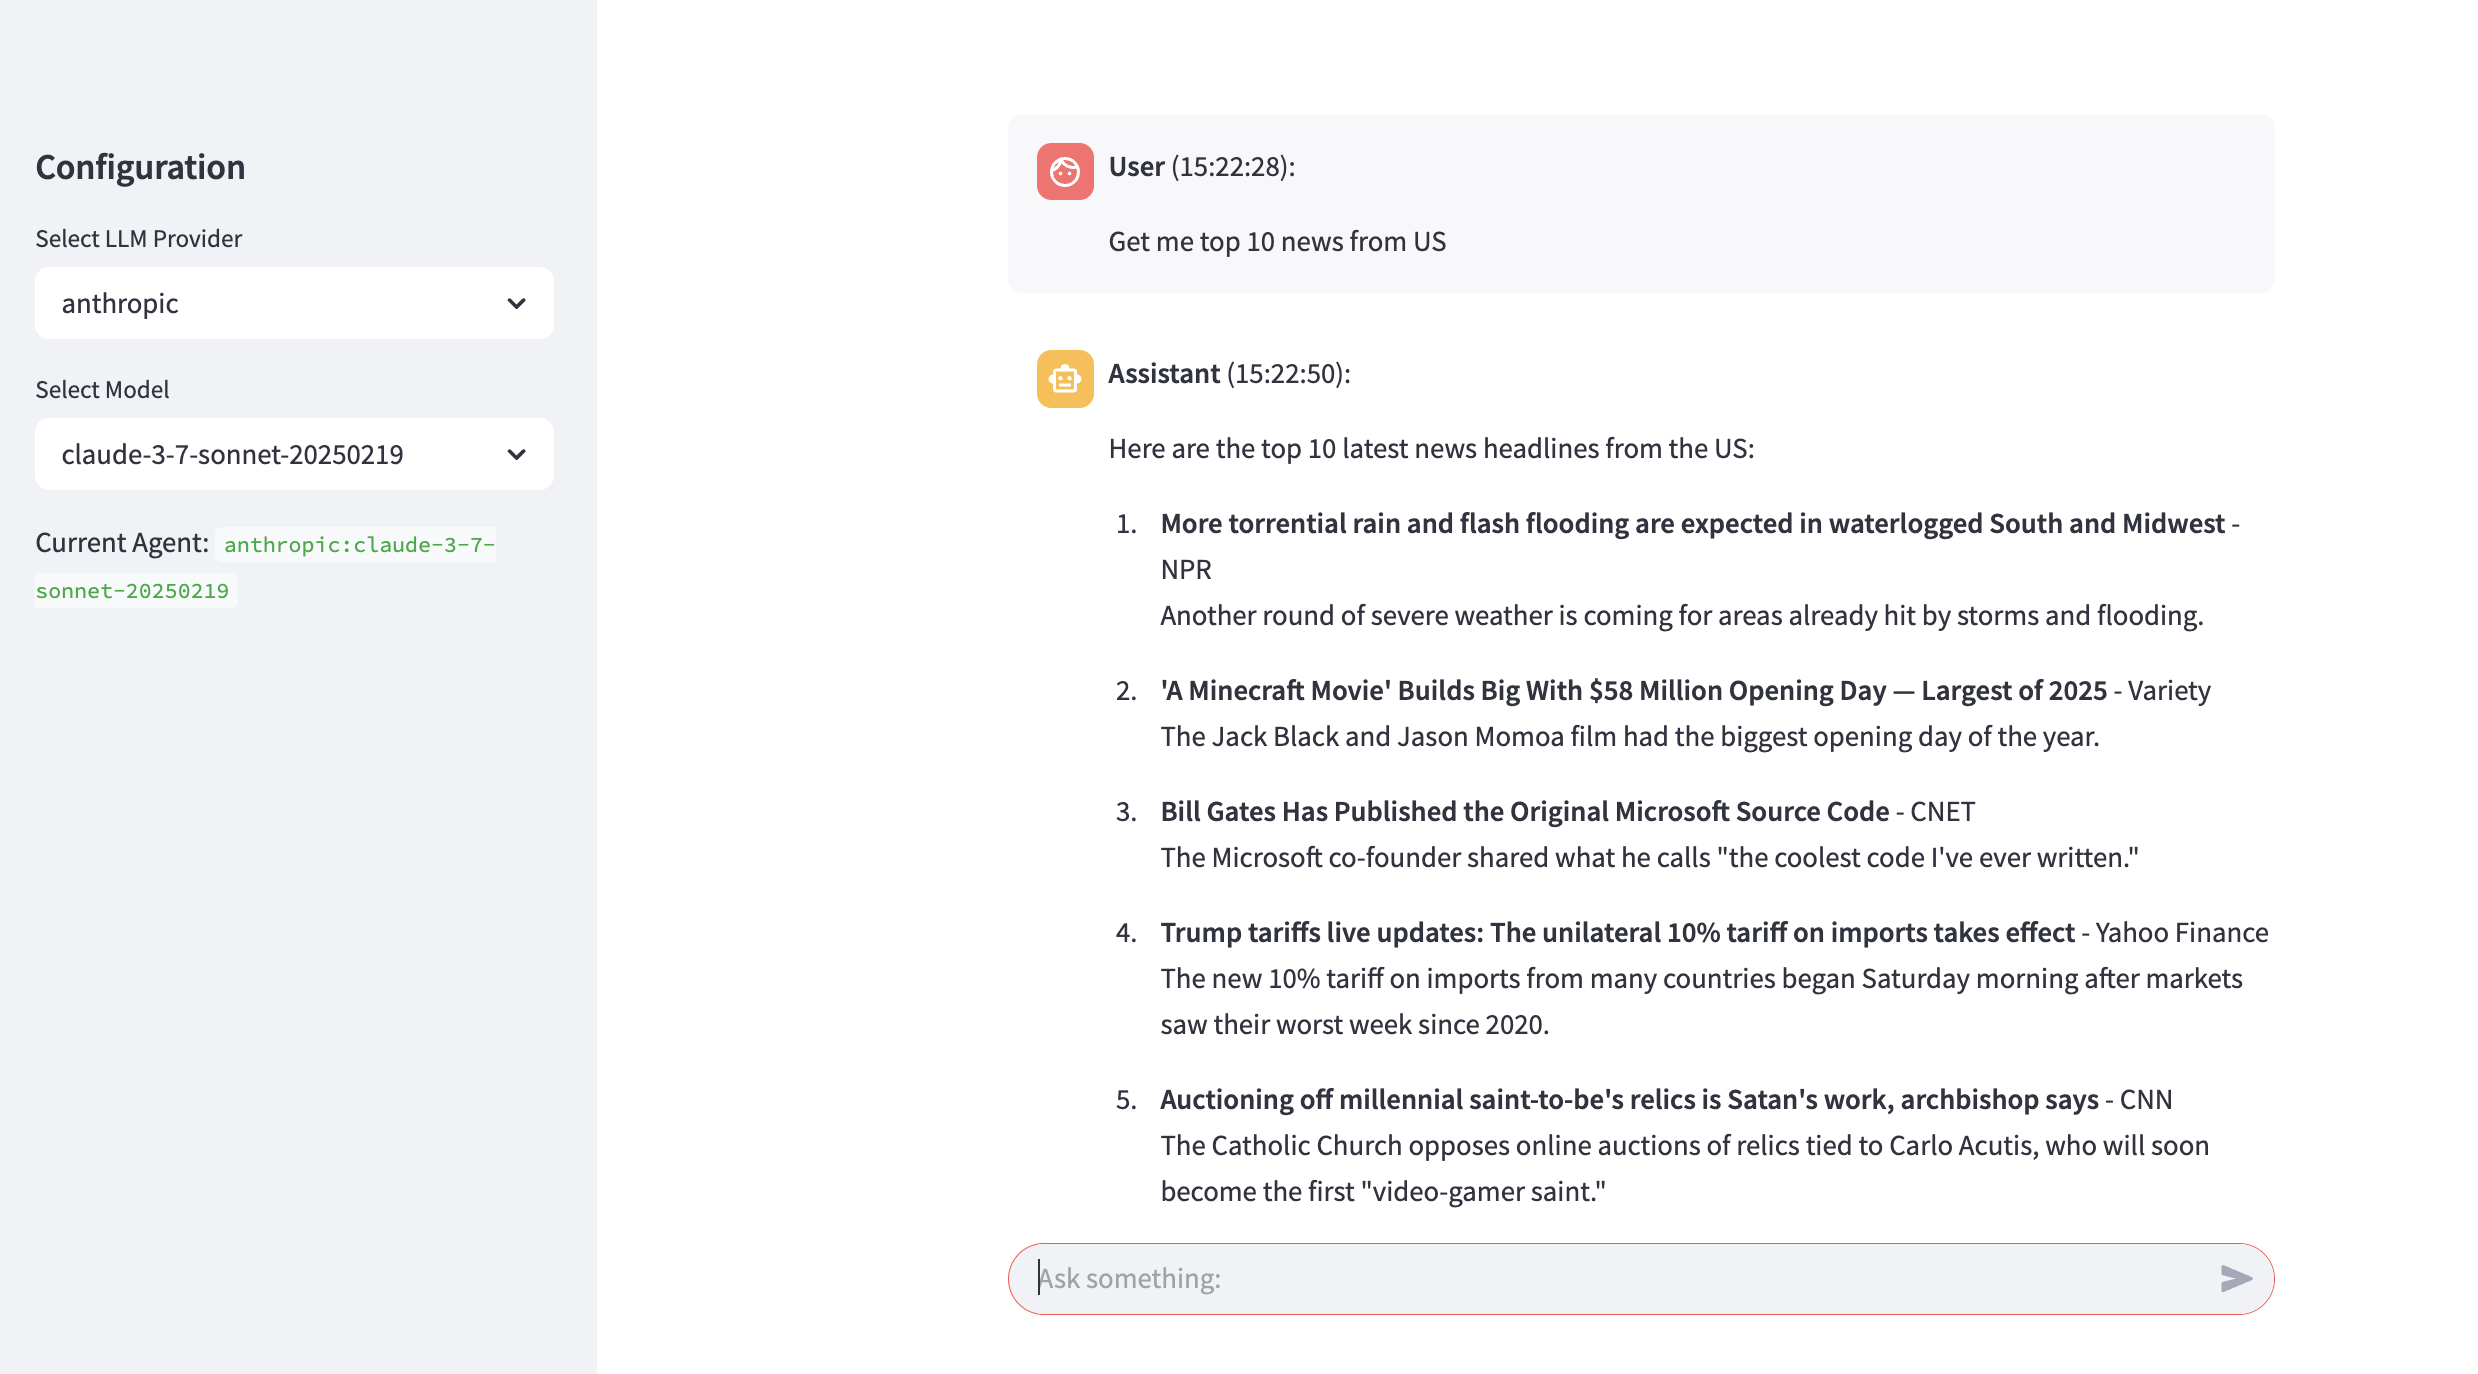 Configuration
Select LLM Provider
anthropic
Select Model
claude-3-7-sonnet-20250219
Current Agent: anthropic:claude-3-7-
sonnet-20250219
User (15:22:28):
Get me top 10 news from US
Assistant (15:22:50):
Here are the top 10 latest news headlines from the US:
1. More torrential rain and flash flooding are expected in waterlogged South and Midwest -
NPR
Another round of severe weather is coming for areas already hit by storms and flooding.
2. 'A Minecraft Movie' Builds Big With $58 Million Opening Day — Largest of 2025 - Variety
The Jack Black and Jason Momoa film had the biggest opening day of the year.
3. Bill Gates Has Published the Original Microsoft Source Code - CNET
The Microsoft co-founder shared what he calls "the coolest code I've ever written."
4. Trump tariffs live updates: The unilateral 10% tariff on imports takes effect - Yahoo Finance
The new 10% tariff on imports from many countries began Saturday morning after markets
saw their worst week since 2020.
5. Auctioning off millennial saint-to-be's relics is Satan's work, archbishop says - CNN
The Catholic Church opposes online auctions of relics tied to Carlo Acutis, who will soon
become the first "video-gamer saint."
Ask something: